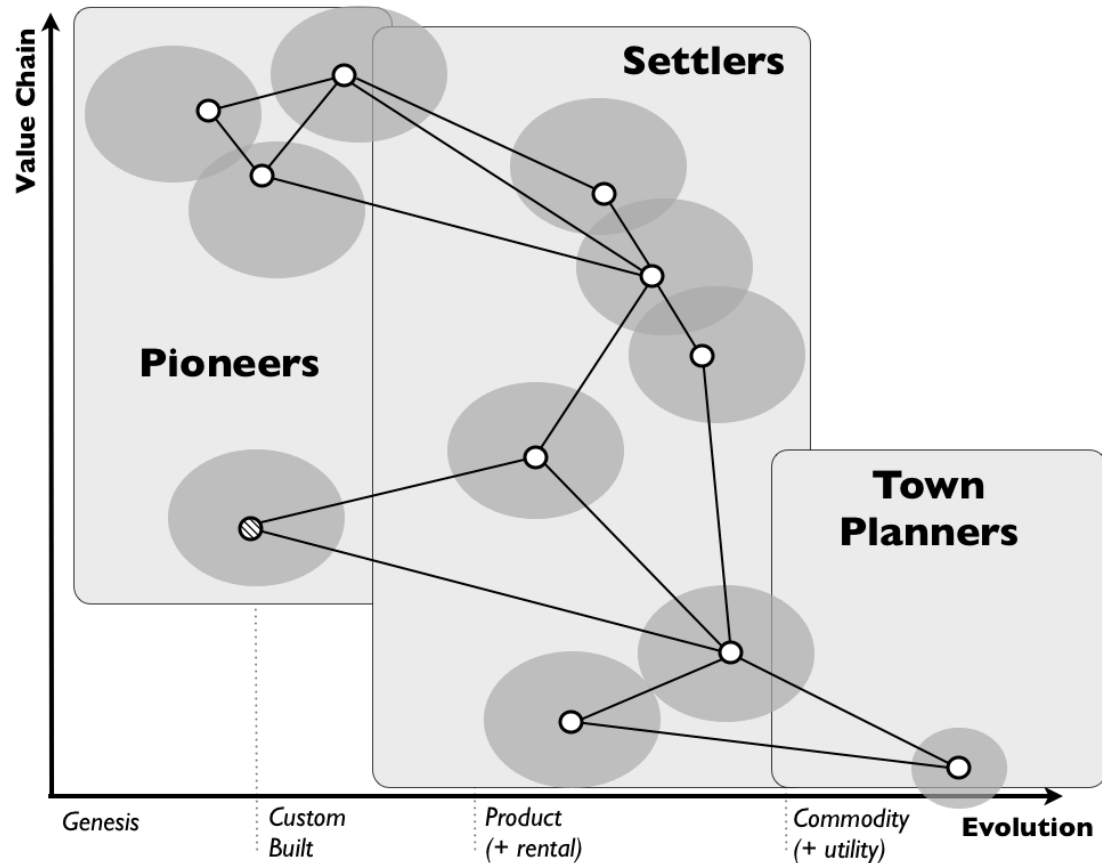 Value Chain
Settlers
Pioneers
Town
Planners
Genesis
Custom
Built
Product
(+ rental)
Commodity
(+ utility)
Evolution